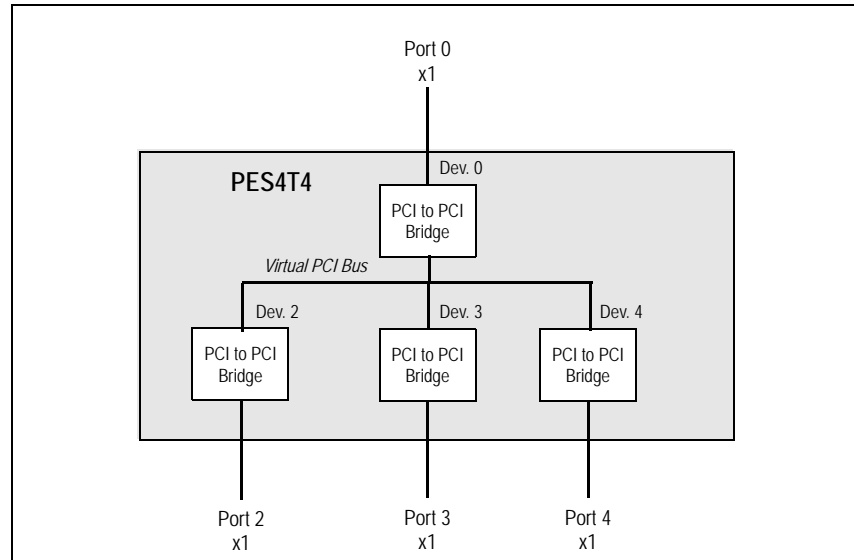 Port 0
x1
PES4T4
Dev. 0
PCI to PCI
Bridge
Virtual PCI Bus
Dev. 2
Dev. 3
Dev. 4
PCI to PCI
Bridge
PCI to PCI
Bridge
PCI to PCI
Bridge
Port 2
x1
Port 3
x1
Port 4
x1